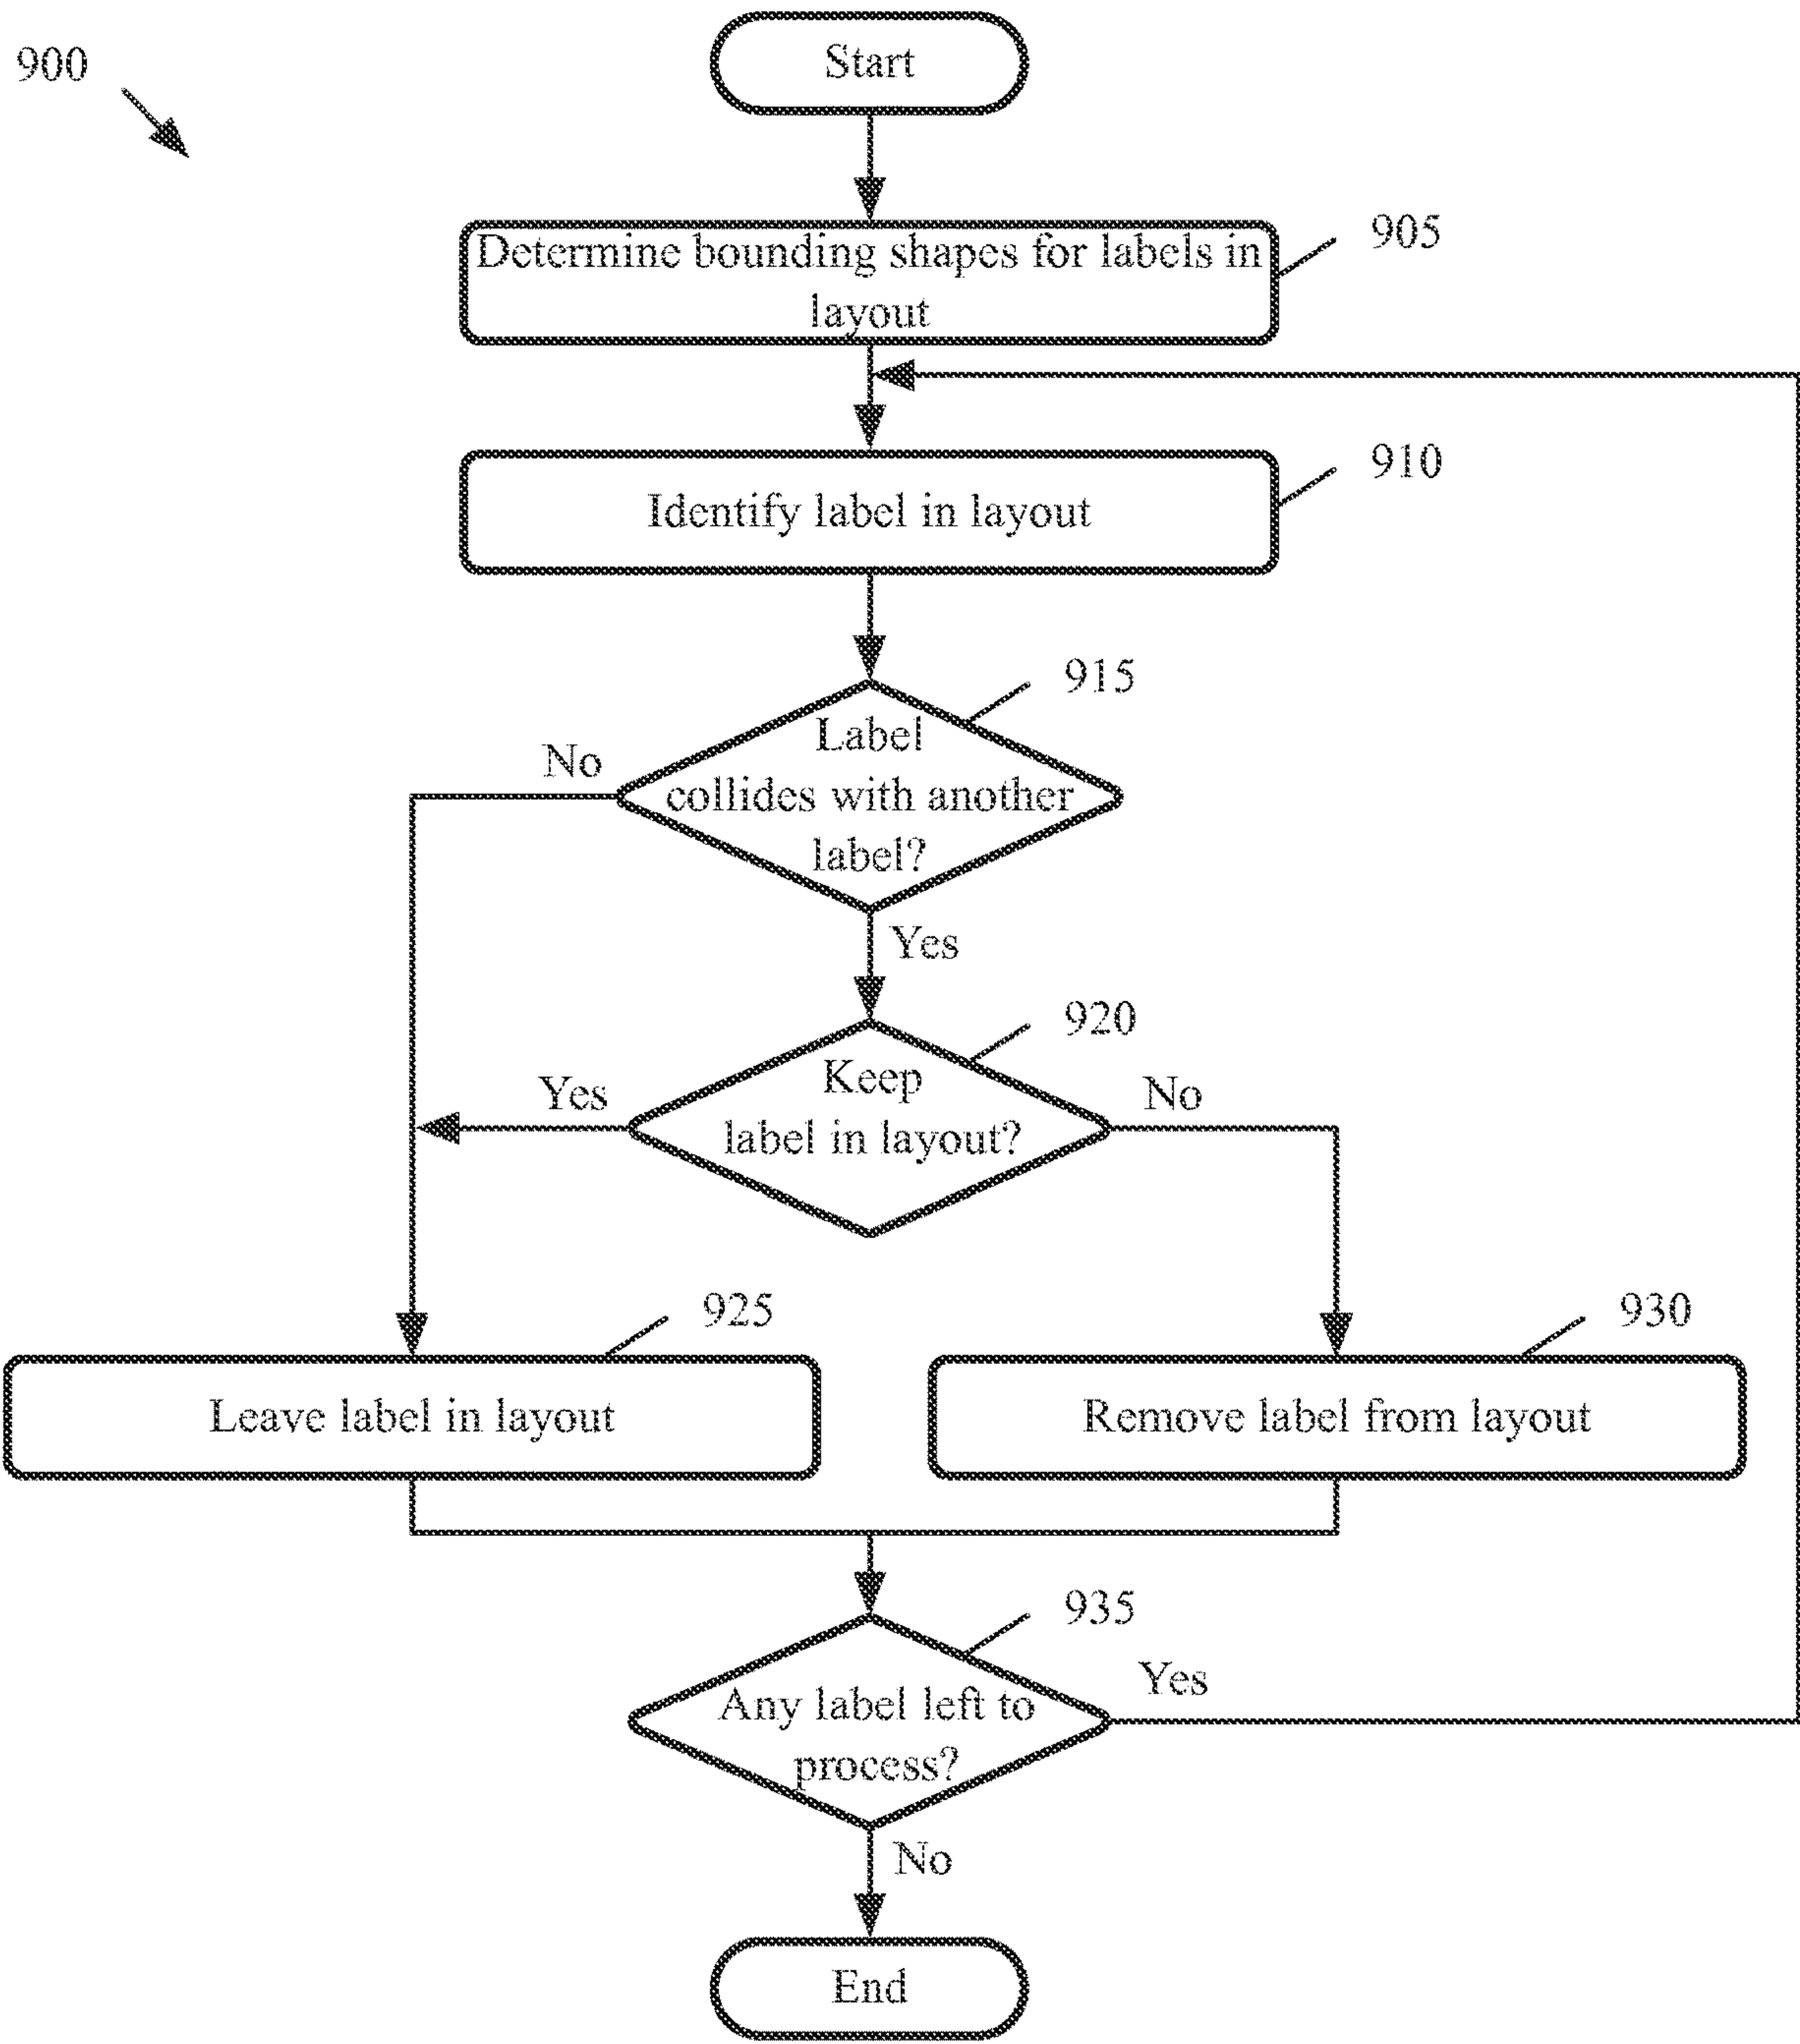 900
Start
Determine bounding shapes for labels in
layout
905
Identify label in layout
910
915
Label
collides with another
label?
No
Yes
920
Keep
label in layout?
Yes
No
925
Leave label in layout
930
Remove label from layout
935
Any label left to
process?
Yes
No
End